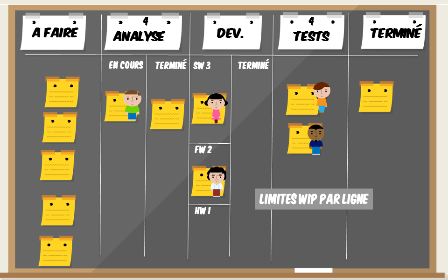 A FAIRE
4
ANALYSE
DEV.
4
TESTS
TERMINÉ
EN COURS
TERMINÉ
SW 3
TERMINÉ
FW 2
LIMITES WIP PAR LIGNE
HW 1